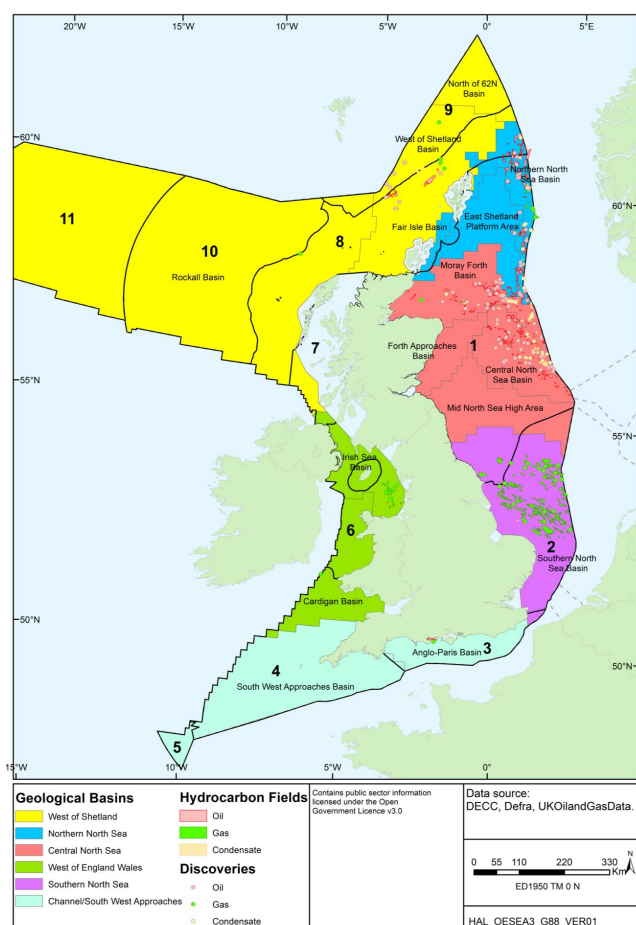 20°W
15°W
10°W
5°W
0°
5°E
60°N
60°N
55°N
55°N
50°N
50°N
15°W
10°W
5°W
0°
North of 62N
Basin
9
West of Shetland
Basin
Northern North
Sea Basin
11
10
Rockall Basin
8
Fair Isle Basin
East Shetland
Platform Area
Moray Forth
Basin
7
Forth Approaches
Basin
1
Central North
Sea Basin
Mid North Sea High Area
Irish Sea
Basin
6
2
Southern North
Sea Basin
Cardigan Basin
3
Anglo-Paris Basin
4
South West Approaches Basin
5
Geological Basins
West of Shetland
Northern North Sea
Central North Sea
West of England Wales
Southern North Sea
Channel/South West Approaches
Hydrocarbon Fields
Oil
Gas
Condensate
Discoveries
Oil
Gas
Condensate
Contains public sector information
licensed under the Open
Government Licence v3.0
Data source:
DECC, Defra, UKOilandGasData.
0 55 110 220 330
Km
N
ED1950 TM 0 N
HAL_OESEA3_G88_VER01